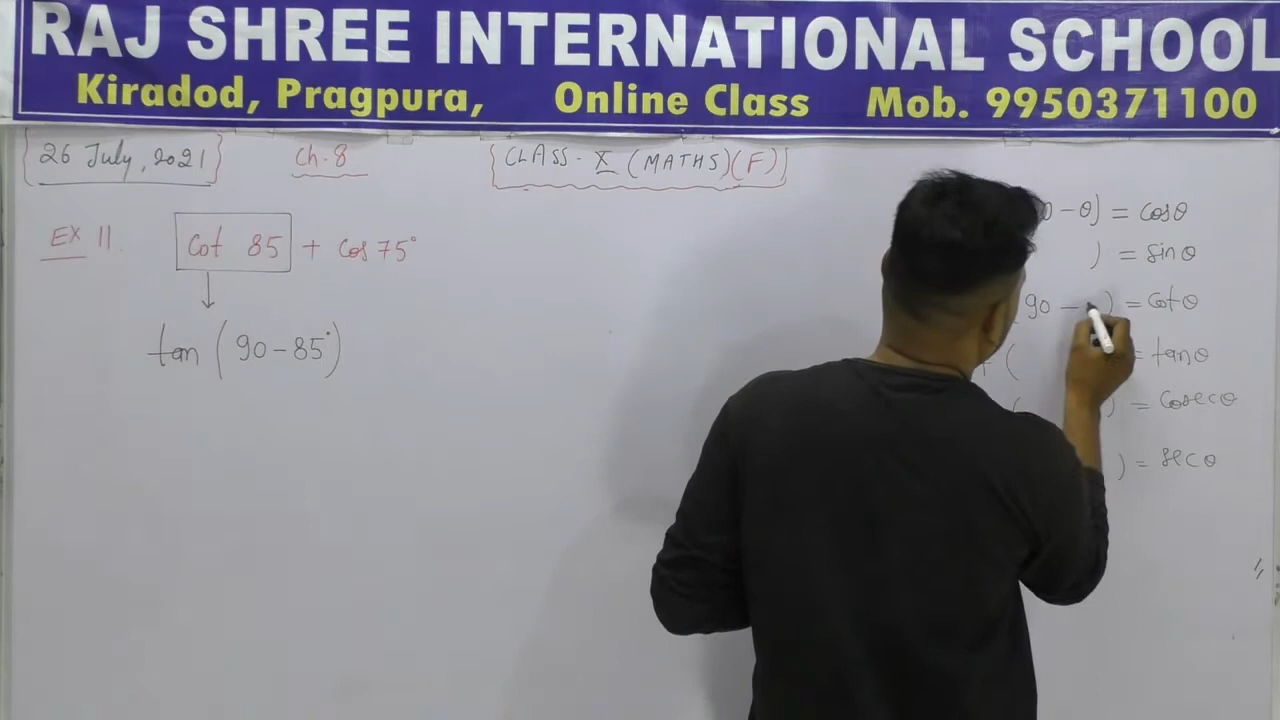 RAJ SHREE INTERNATIONAL SCHOOL
Kiradod, Pragpura, Online Class Mob. 9950371100
26 July, 2021 Ch.8 CLASS- X (MATHS)(F)
EX 11. Cot 85 + Cos 75°
tan (90-85°)
0 - θ) = cosθ
) = sinθ
(90 - ) = cotθ
( = tanθ
( ) = cosecθ
) = secθ